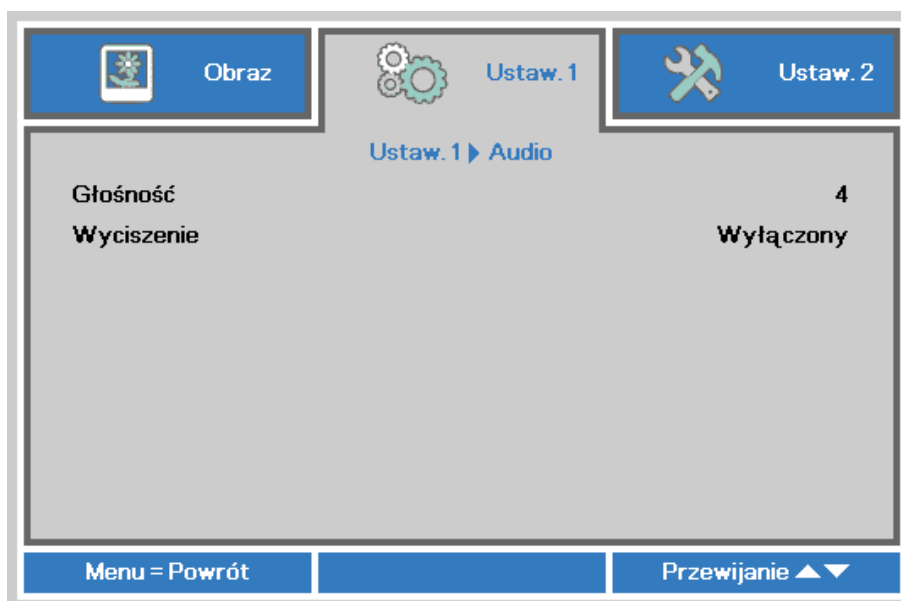 Obraz
Ustaw. 1
Ustaw. 2
Ustaw. 1 Audio
Głośność 4
Wyciszenie Wyłączony
Menu = Powrót
Przewijanie